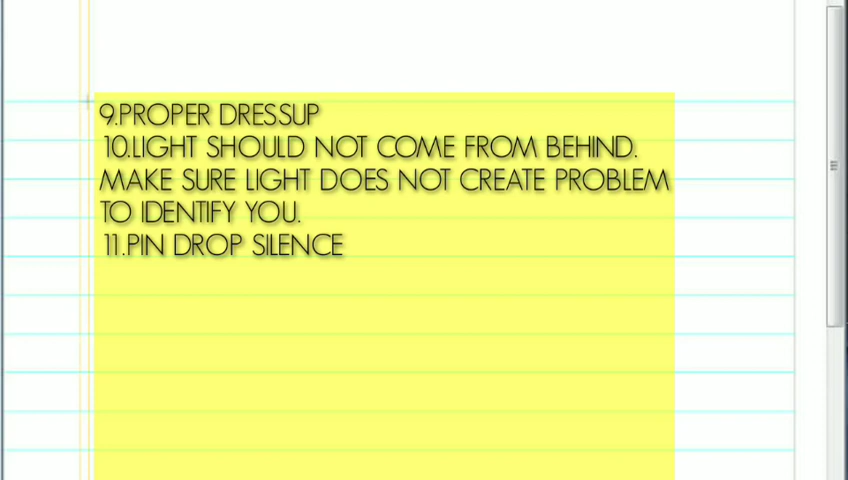 9.PROPER DRESSUP
10.LIGHT SHOULD NOT COME FROM BEHIND.
MAKE SURE LIGHT DOES NOT CREATE PROBLEM
TO IDENTIFY YOU.
11.PIN DROP SILENCE